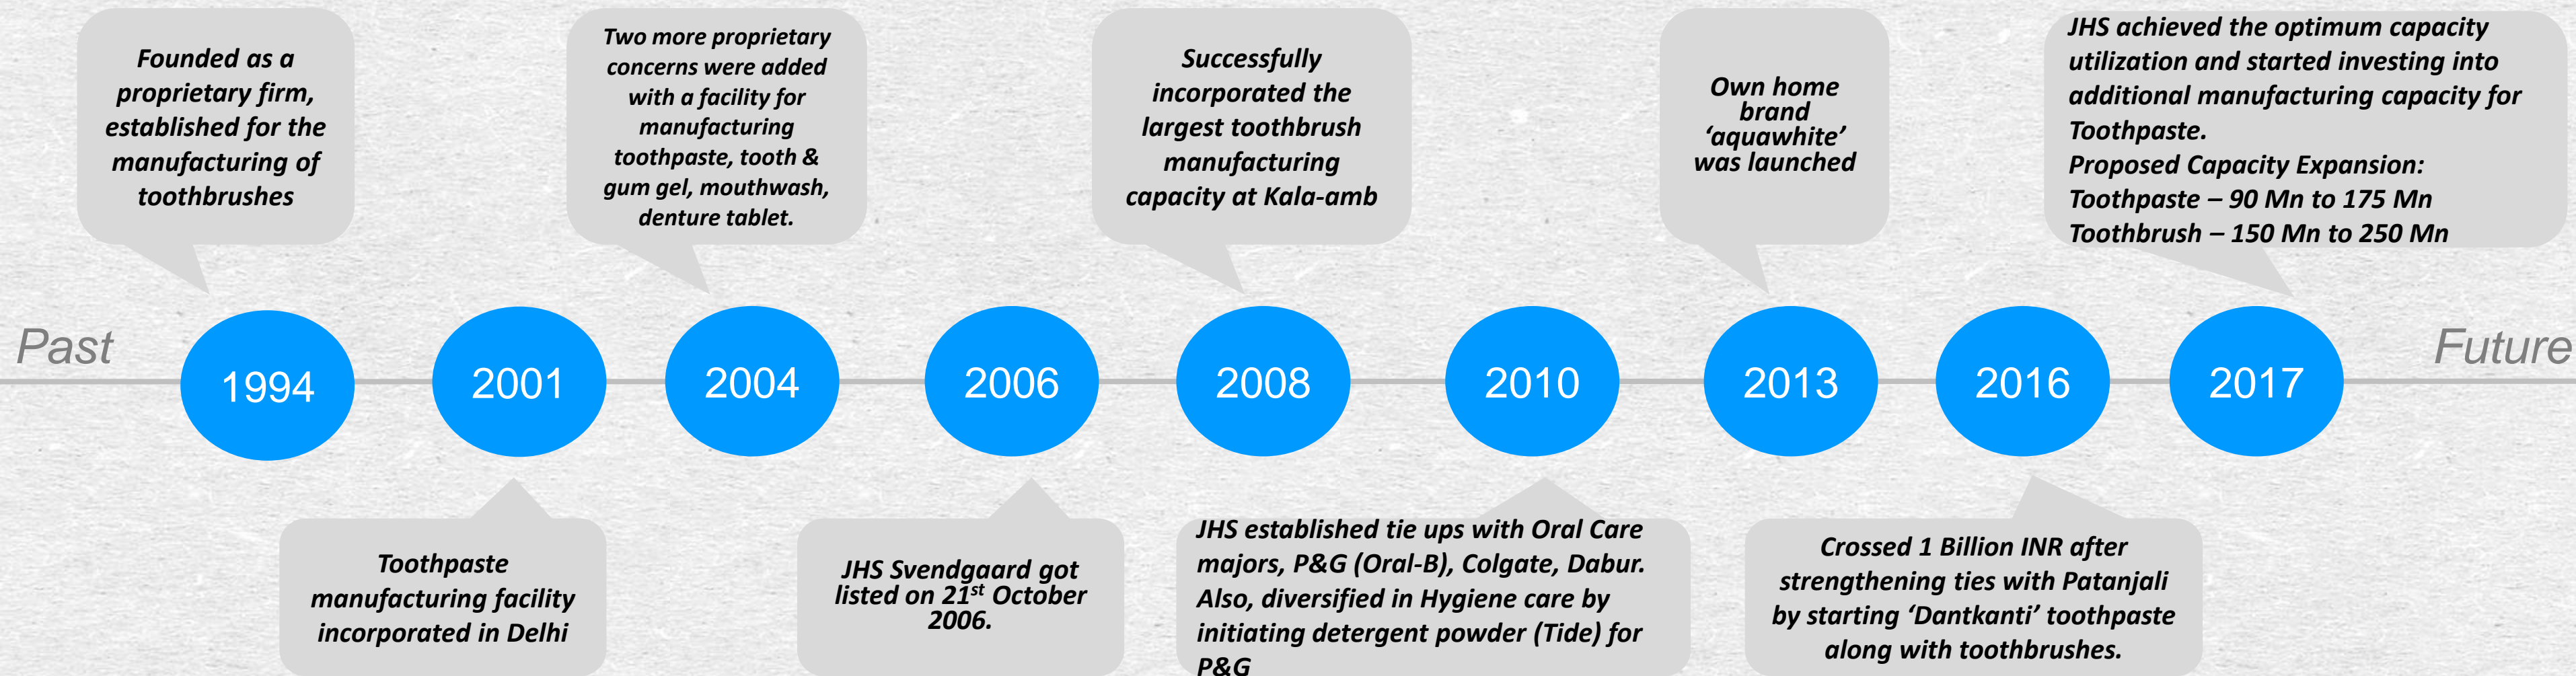 Founded as a
proprietary firm,
established for the
manufacturing of
toothbrushes
Two more proprietary
concerns were added
with a facility for
manufacturing
toothpaste, tooth &
gum gel, mouthwash,
denture tablet.
Successfully
incorporated the
largest toothbrush
manufacturing
capacity at Kala-amb
Own home
brand
‘aquawhite’
was launched
JHS achieved the optimum capacity
utilization and started investing into
additional manufacturing capacity for
Toothpaste.
Proposed Capacity Expansion:
Toothpaste – 90 Mn to 175 Mn
Toothbrush – 150 Mn to 250 Mn
Past
1994
2001
2004
2006
2008
2010
2013
2016
2017
Future
Toothpaste
manufacturing facility
incorporated in Delhi
JHS Svendgaard got
listed on 21st October
2006.
JHS established tie ups with Oral Care
majors, P&G (Oral-B), Colgate, Dabur.
Also, diversified in Hygiene care by
initiating detergent powder (Tide) for
P&G
Crossed 1 Billion INR after
strengthening ties with Patanjali
by starting ‘Dantkanti’ toothpaste
along with toothbrushes.